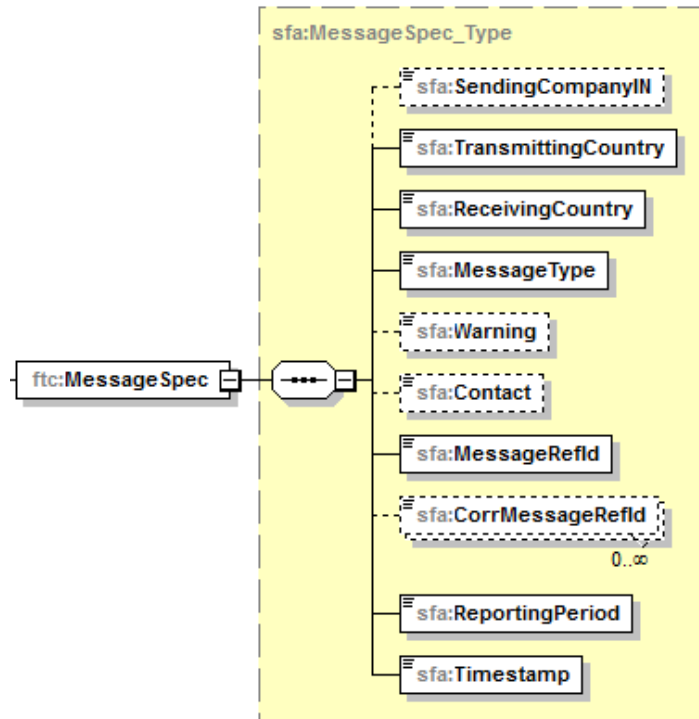 sfa:MessageSpec_Type
sfa:SendingCompanyIN
sfa:TransmittingCountry
sfa:ReceivingCountry
sfa:MessageType
sfa:Warning
ftc:MessageSpec
sfa:Contact
sfa:MessageRefId
sfa:CorrMessageRefId
0..∞
sfa:ReportingPeriod
sfa:Timestamp